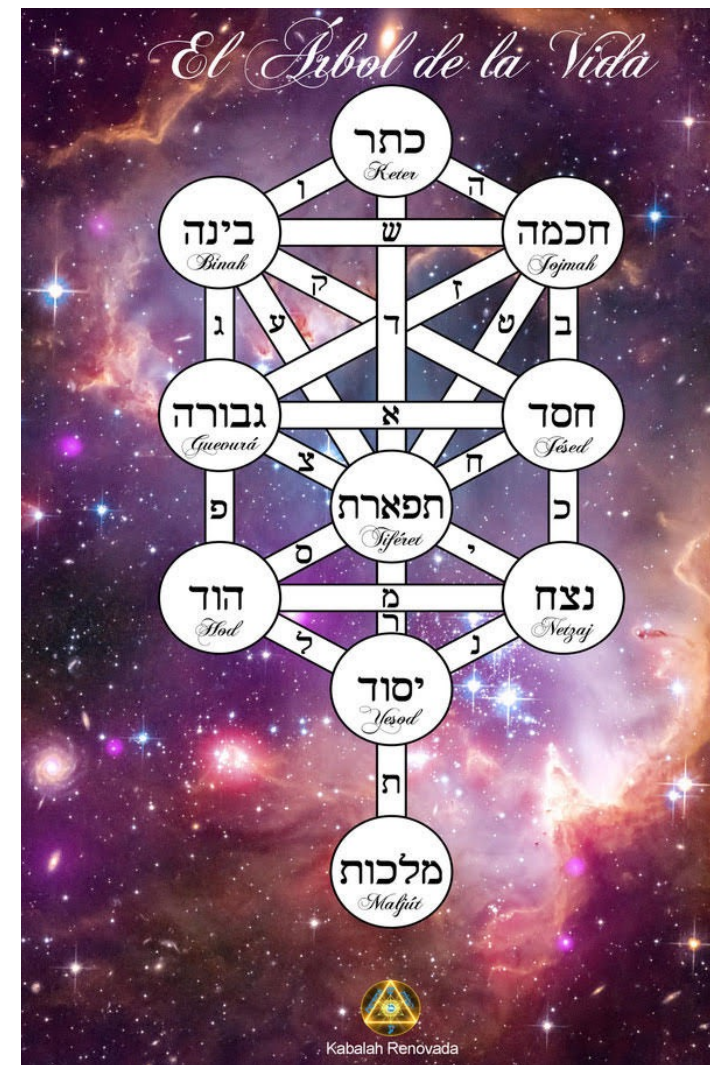 El Árbol de la Vida
כתר
Keter
ו
ה
בינה
Binah
ש
חכמה
Jojmah
ק
ז
ג
ע
ד
ט
ב
גבורה
Guevurá
א
חסד
Jésed
צ
ח
תפארת
Tiféret
פ
כ
ס
י
הוד
Hod
מ
נצח
Netzaj
ר
ל
נ
יסוד
Yesod
ת
מלכות
Maljút
Kabalah Renovada